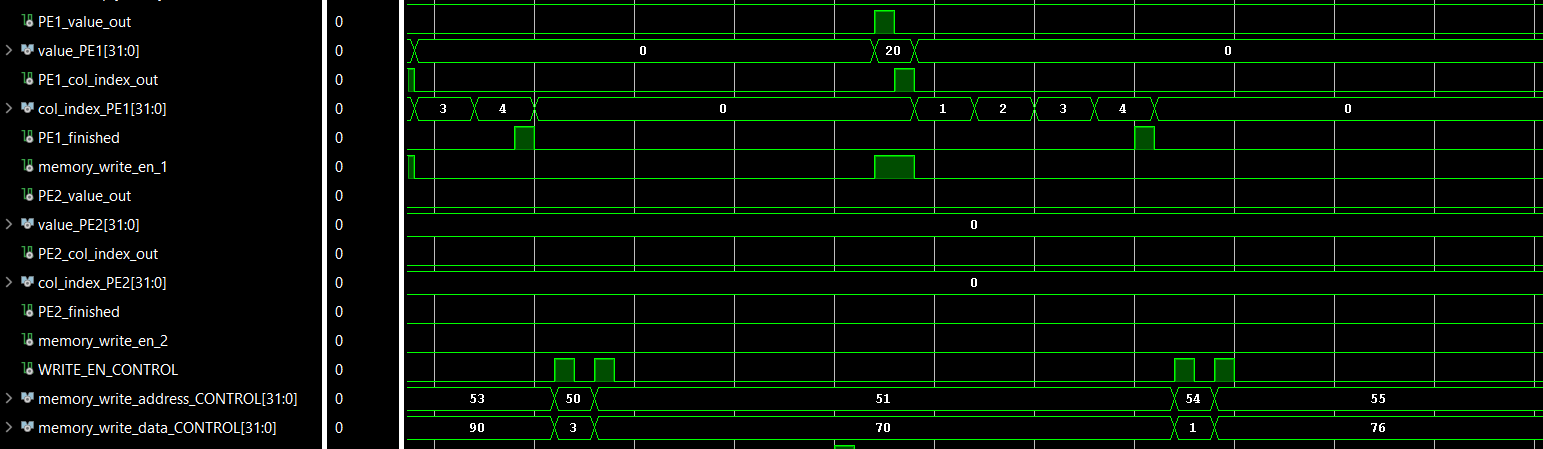 PE1_value_out 0
value_PE1[31:0] 0 0 20 0
PE1_col_index_out 0
col_index_PE1[31:0] 0 3 4 0 1 2 3 4 0
PE1_finished 0
memory_write_en_1 0
PE2_value_out 0
value_PE2[31:0] 0 0
PE2_col_index_out 0
col_index_PE2[31:0] 0 0
PE2_finished 0
memory_write_en_2 0
WRITE_EN_CONTROL 0
memory_write_address_CONTROL[31:0] 0 53 50 51 54 55
memory_write_data_CONTROL[31:0] 0 90 3 70 1 76